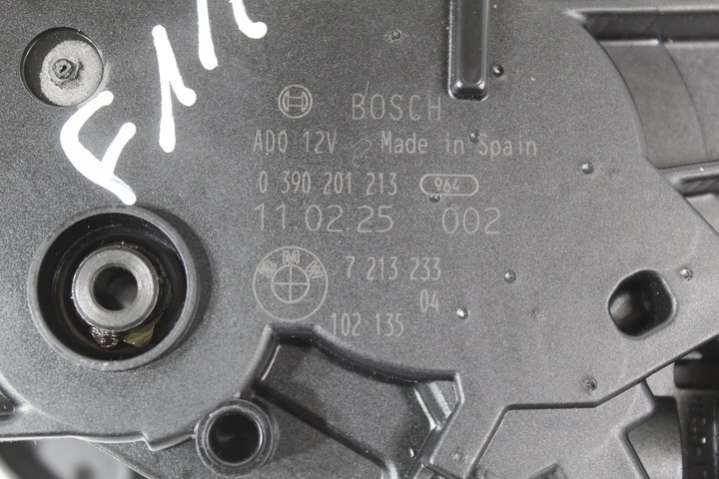 F11
BOSCH
ADO 12V 2 Made in Spain
0 390 201 213 964
11.02.25 002
BMW
7 213 233
04
102 135